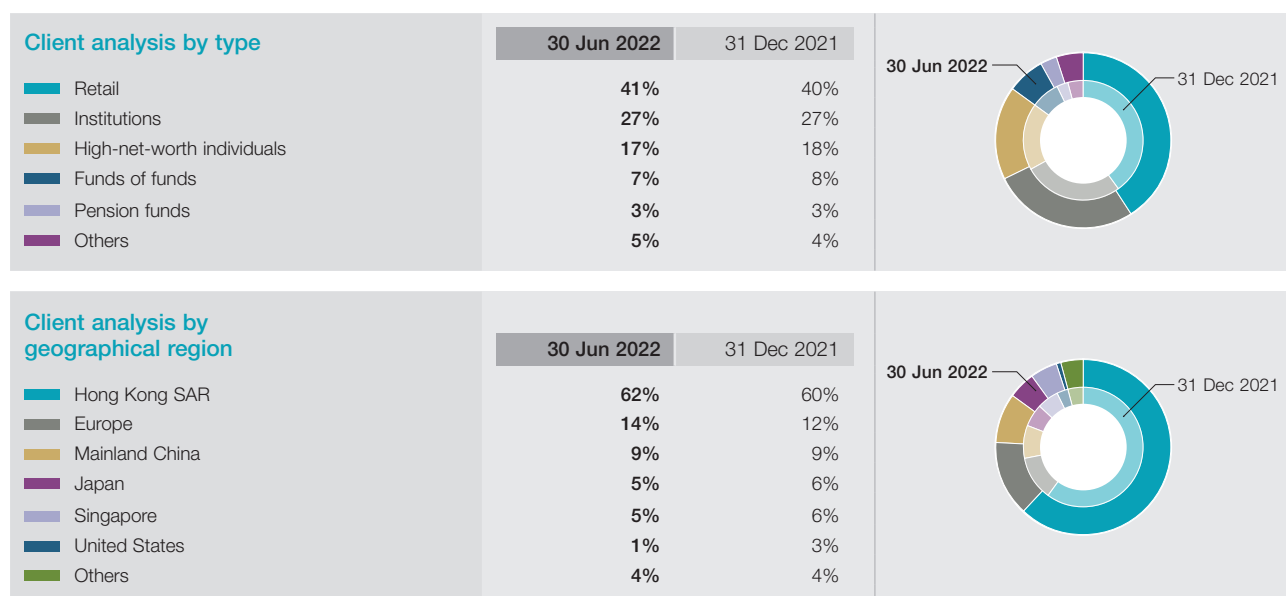 Client analysis by type
30 Jun 2022 31 Dec 2021
Retail 41% 40%
Institutions 27% 27%
High-net-worth individuals 17% 18%
Funds of funds 7% 8%
Pension funds 3% 3%
Others 5% 4%
30 Jun 2022
31 Dec 2021
Client analysis by
geographical region
30 Jun 2022 31 Dec 2021
Hong Kong SAR 62% 60%
Europe 14% 12%
Mainland China 9% 9%
Japan 5% 6%
Singapore 5% 6%
United States 1% 3%
Others 4% 4%
30 Jun 2022
31 Dec 2021